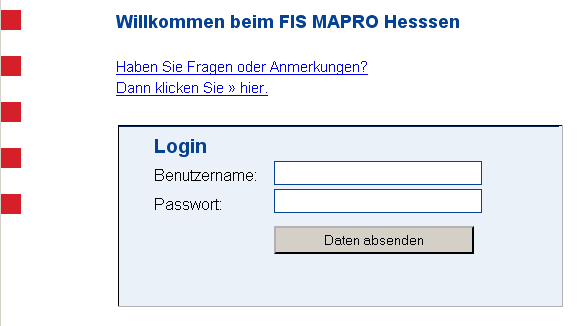 Willkommen beim FIS MAPRO Hesssen
Haben Sie Fragen oder Anmerkungen?
Dann klicken Sie » hier.
Login
Benutzername:
Passwort:
Daten absenden